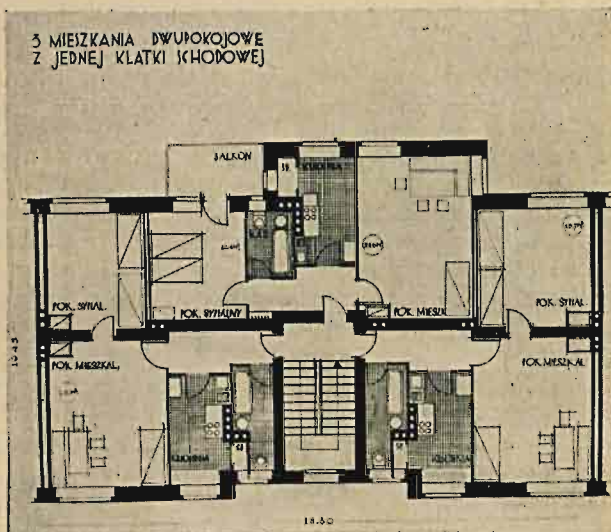 3 MIESZKANIA DWUPOKOJOWE
Z JEDNEJ KLATKI SCHODOWEJ
BALKON
KUCHNIA
POK. SYPIAL.
POK. SYPIALNY
POK. MIESZK.
POK. SYPIAL.
POK. MIESZKAL.
POK. MIESZKAL.
KUCHNIA
KUCHNIA
18.50